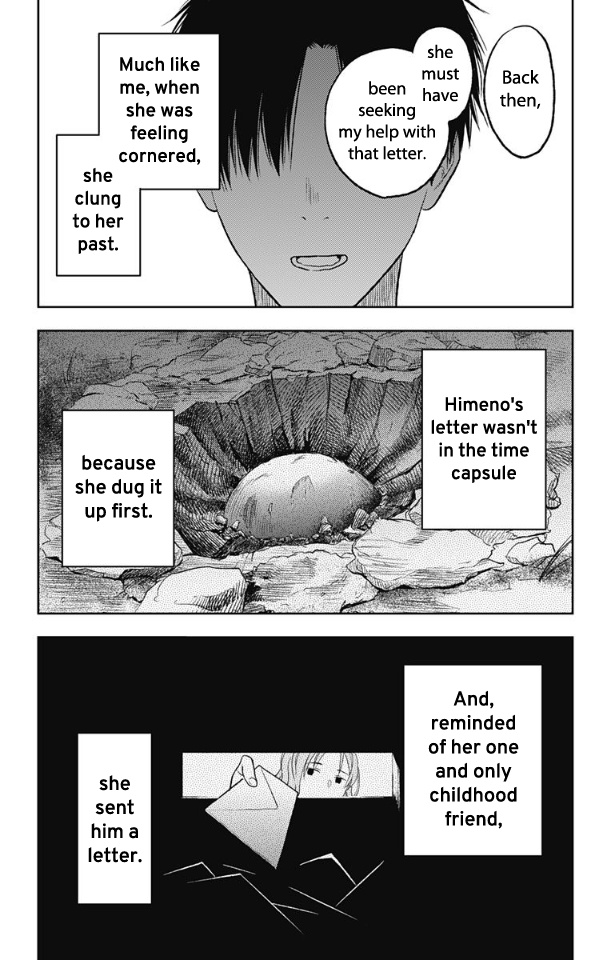 Back
then,
she
must
have
been
seeking
my help with
that letter.
Much like
me, when
she was
feeling
cornered,
she
clung
to her
past.
Himeno's
letter wasn't
in the time
capsule
because
she dug it
up first.
And,
reminded
of her one
and only
childhood
friend,
she
sent
him a
letter.